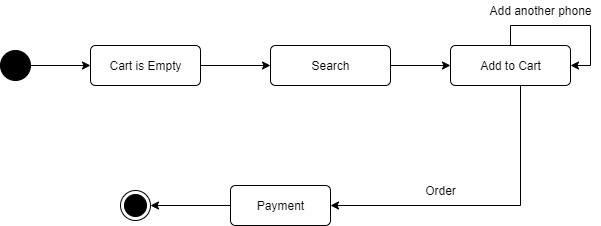 Add another phone
Cart is Empty
Search
Add to Cart
Order
Payment